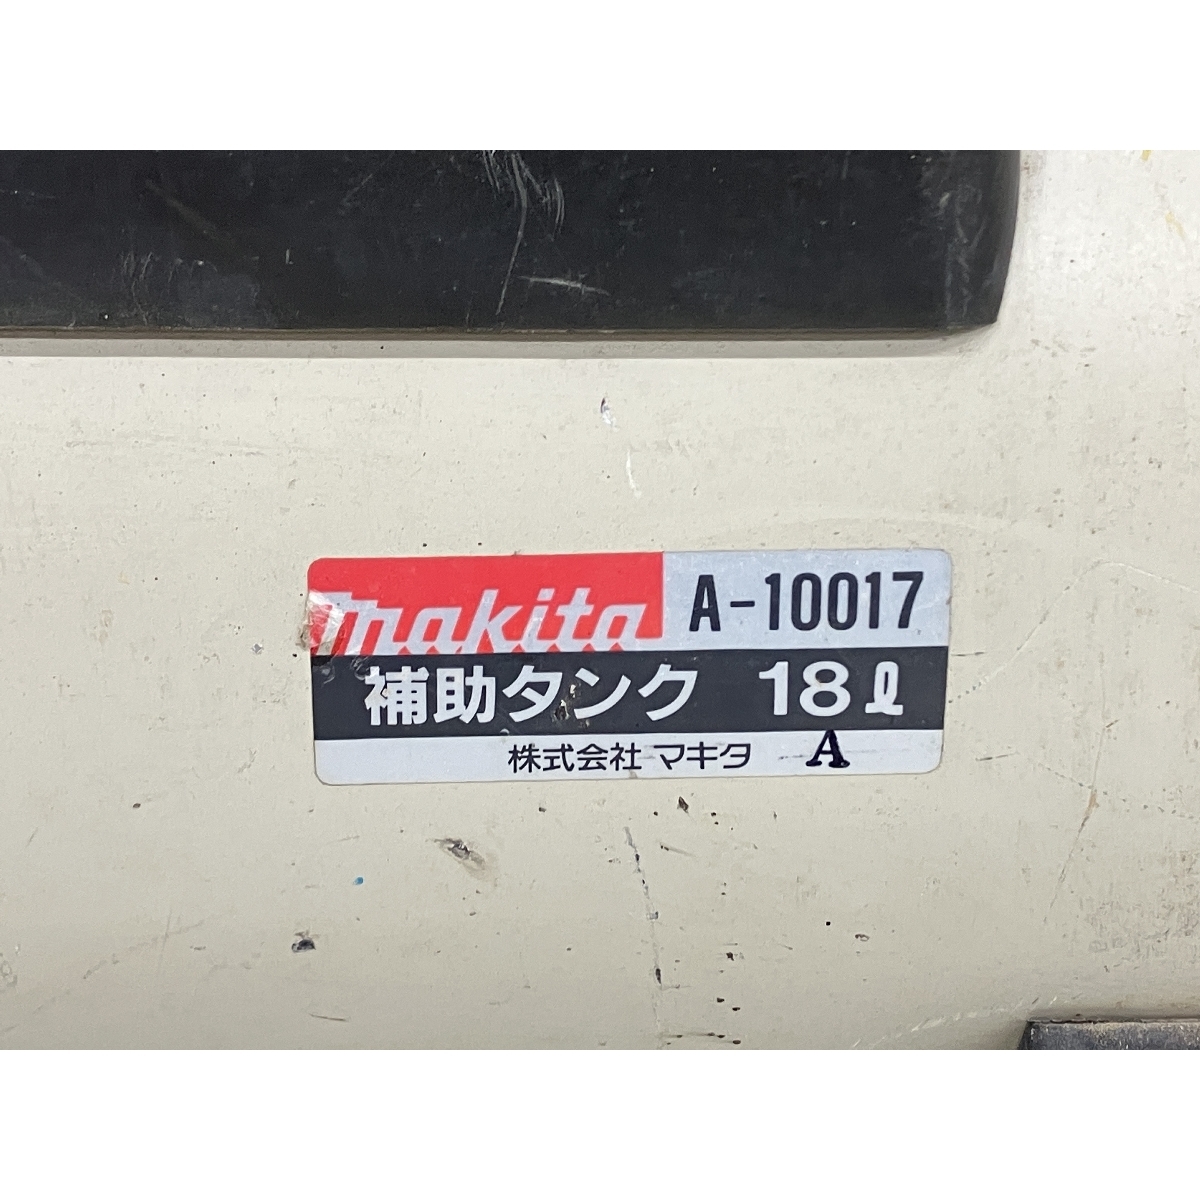 makita A-10017
補助タンク 18ℓ
株式会社 マキタ A